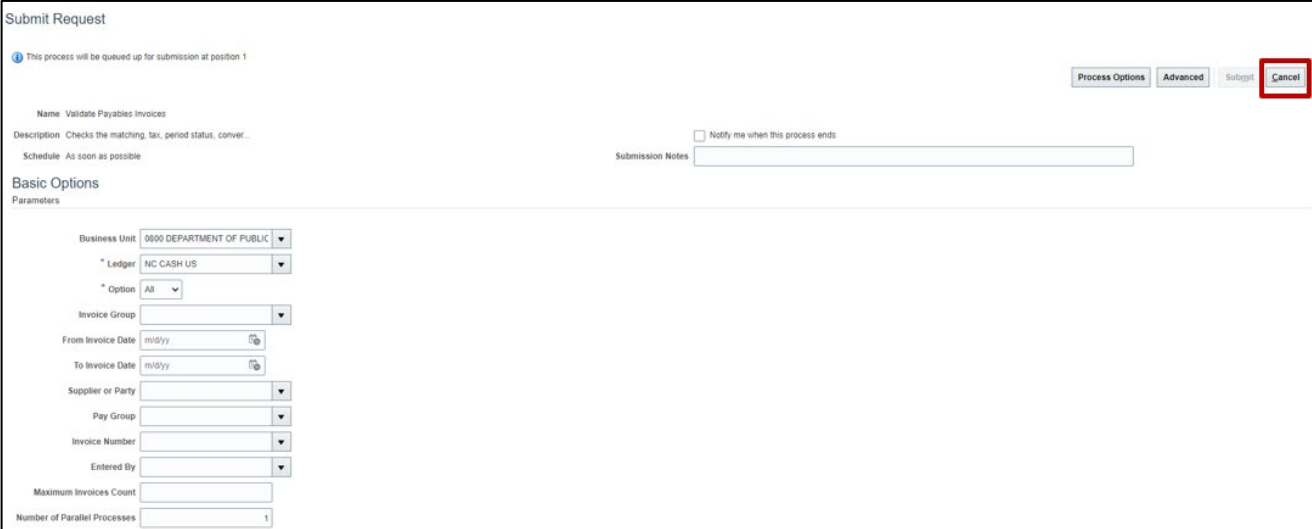 Submit Request
This process will be queued up for submission at position 1
Process Options Advanced Submit Cancel
Name Validate Payables Invoices
Description Checks the matching, tax, period status, conver...
Notify me when this process ends
Schedule As soon as possible
Submission Notes
Basic Options
Parameters
Business Unit 0800 DEPARTMENT OF PUBLIC
* Ledger NC CASH US
* Option All
Invoice Group
From Invoice Date m/d/yy
To Invoice Date m/d/yy
Supplier or Party
Pay Group
Invoice Number
Entered By
Maximum Invoices Count
Number of Parallel Processes 1